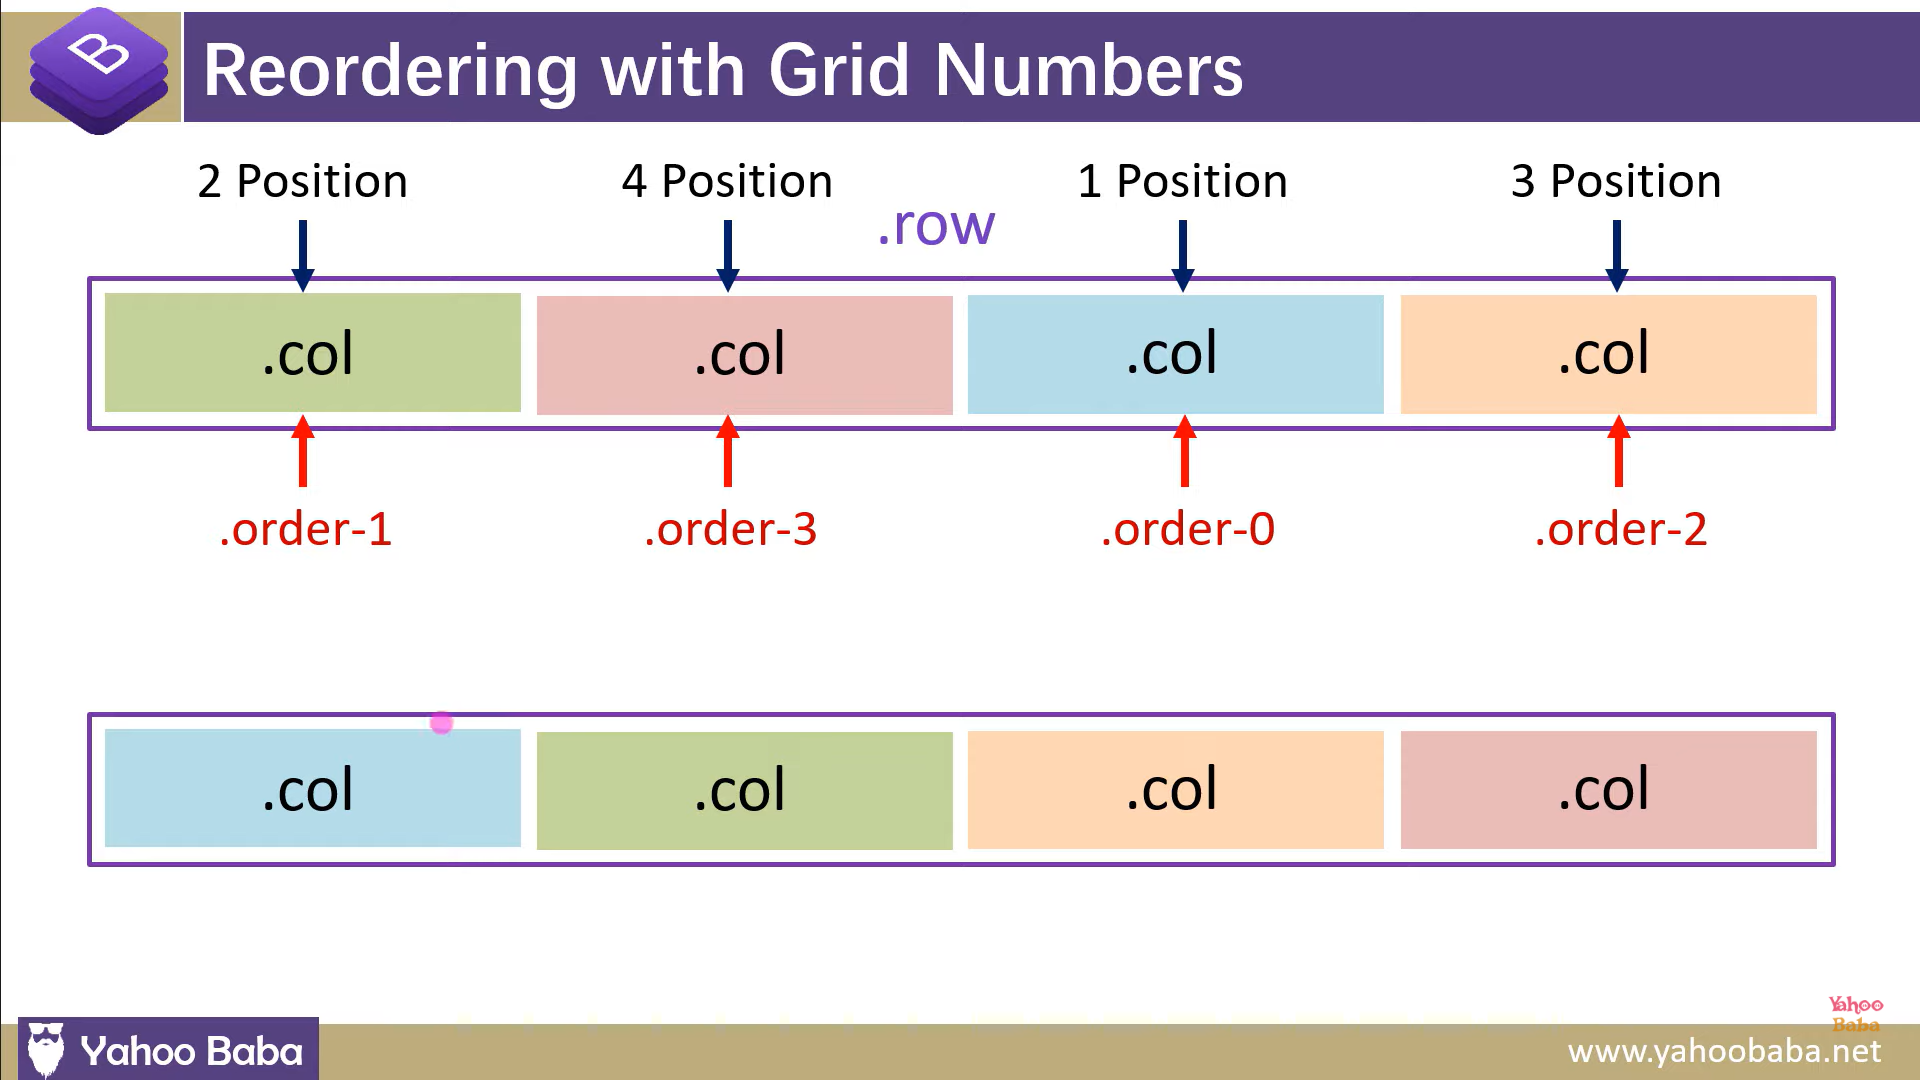 B
Reordering with Grid Numbers
2 Position 4 Position 1 Position 3 Position
.row
.col .col .col .col
.order-1 .order-3 .order-0 .order-2
.col .col .col .col
Yahoo
Baba
Yahoo Baba
www.yahoobaba.net